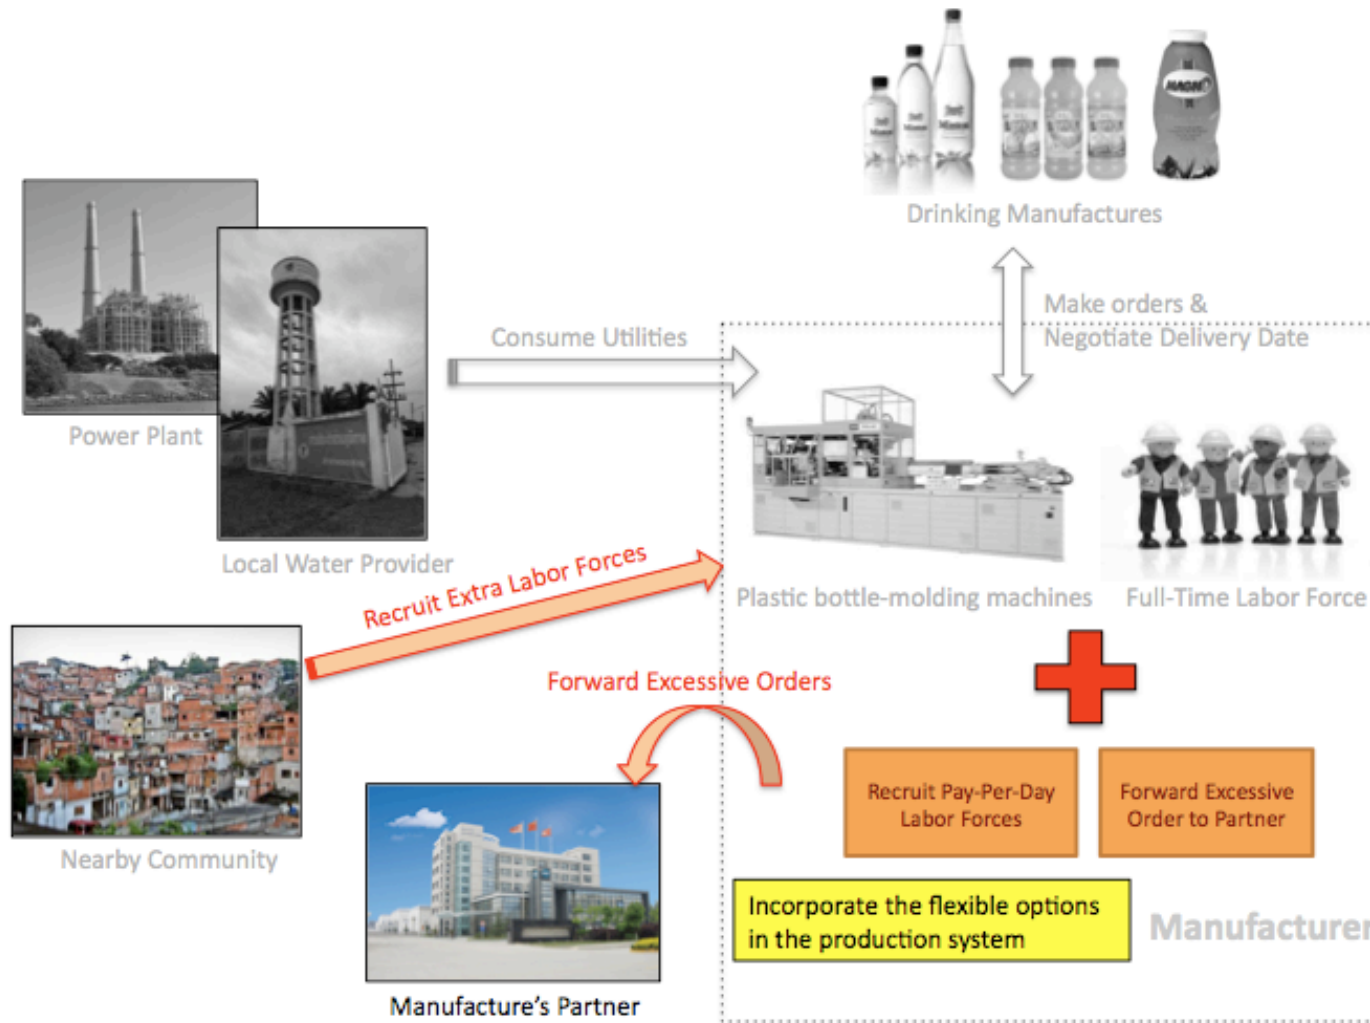 Drinking Manufactures
Make orders &
Negotiate Delivery Date
Consume Utilities
Power Plant
Local Water Provider
Recruit Extra Labor Forces
Plastic bottle-molding machines
Full-Time Labor Force
Forward Excessive Orders
Nearby Community
Recruit Pay-Per-Day
Labor Forces
Forward Excessive
Order to Partner
Incorporate the flexible options
in the production system
Manufacturer
Manufacture's Partner
MAGN